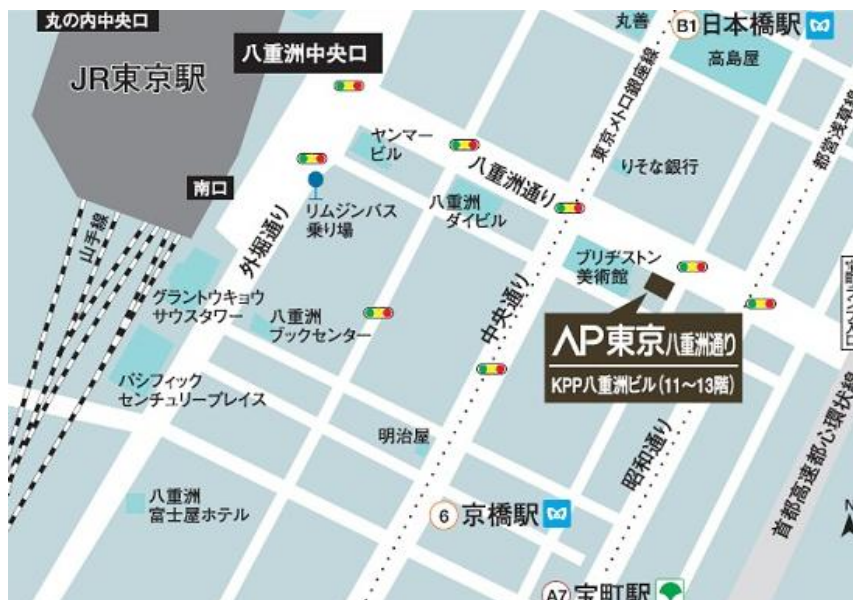 丸の内中央口
JR東京駅
八重洲中央口
丸善
B1 日本橋駅
高島屋
東京メトロ銀座線
都営浅草線
ヤンマー
ビル
八重洲通り
りそな銀行
南口
リムジンバス
乗り場
八重洲
ダイビル
山手線
外堀通り
ブリヂストン
美術館
グラントウキョウ
サウスタワー
八重洲
ブックセンター
中央通り
AP東京八重洲通り
KPP八重洲ビル(11〜13階)
パシフィック
センチュリープレイス
明治屋
昭和通り
首都高速都心環状線
八重洲
富士屋ホテル
6 京橋駅
N
A7 宝町駅